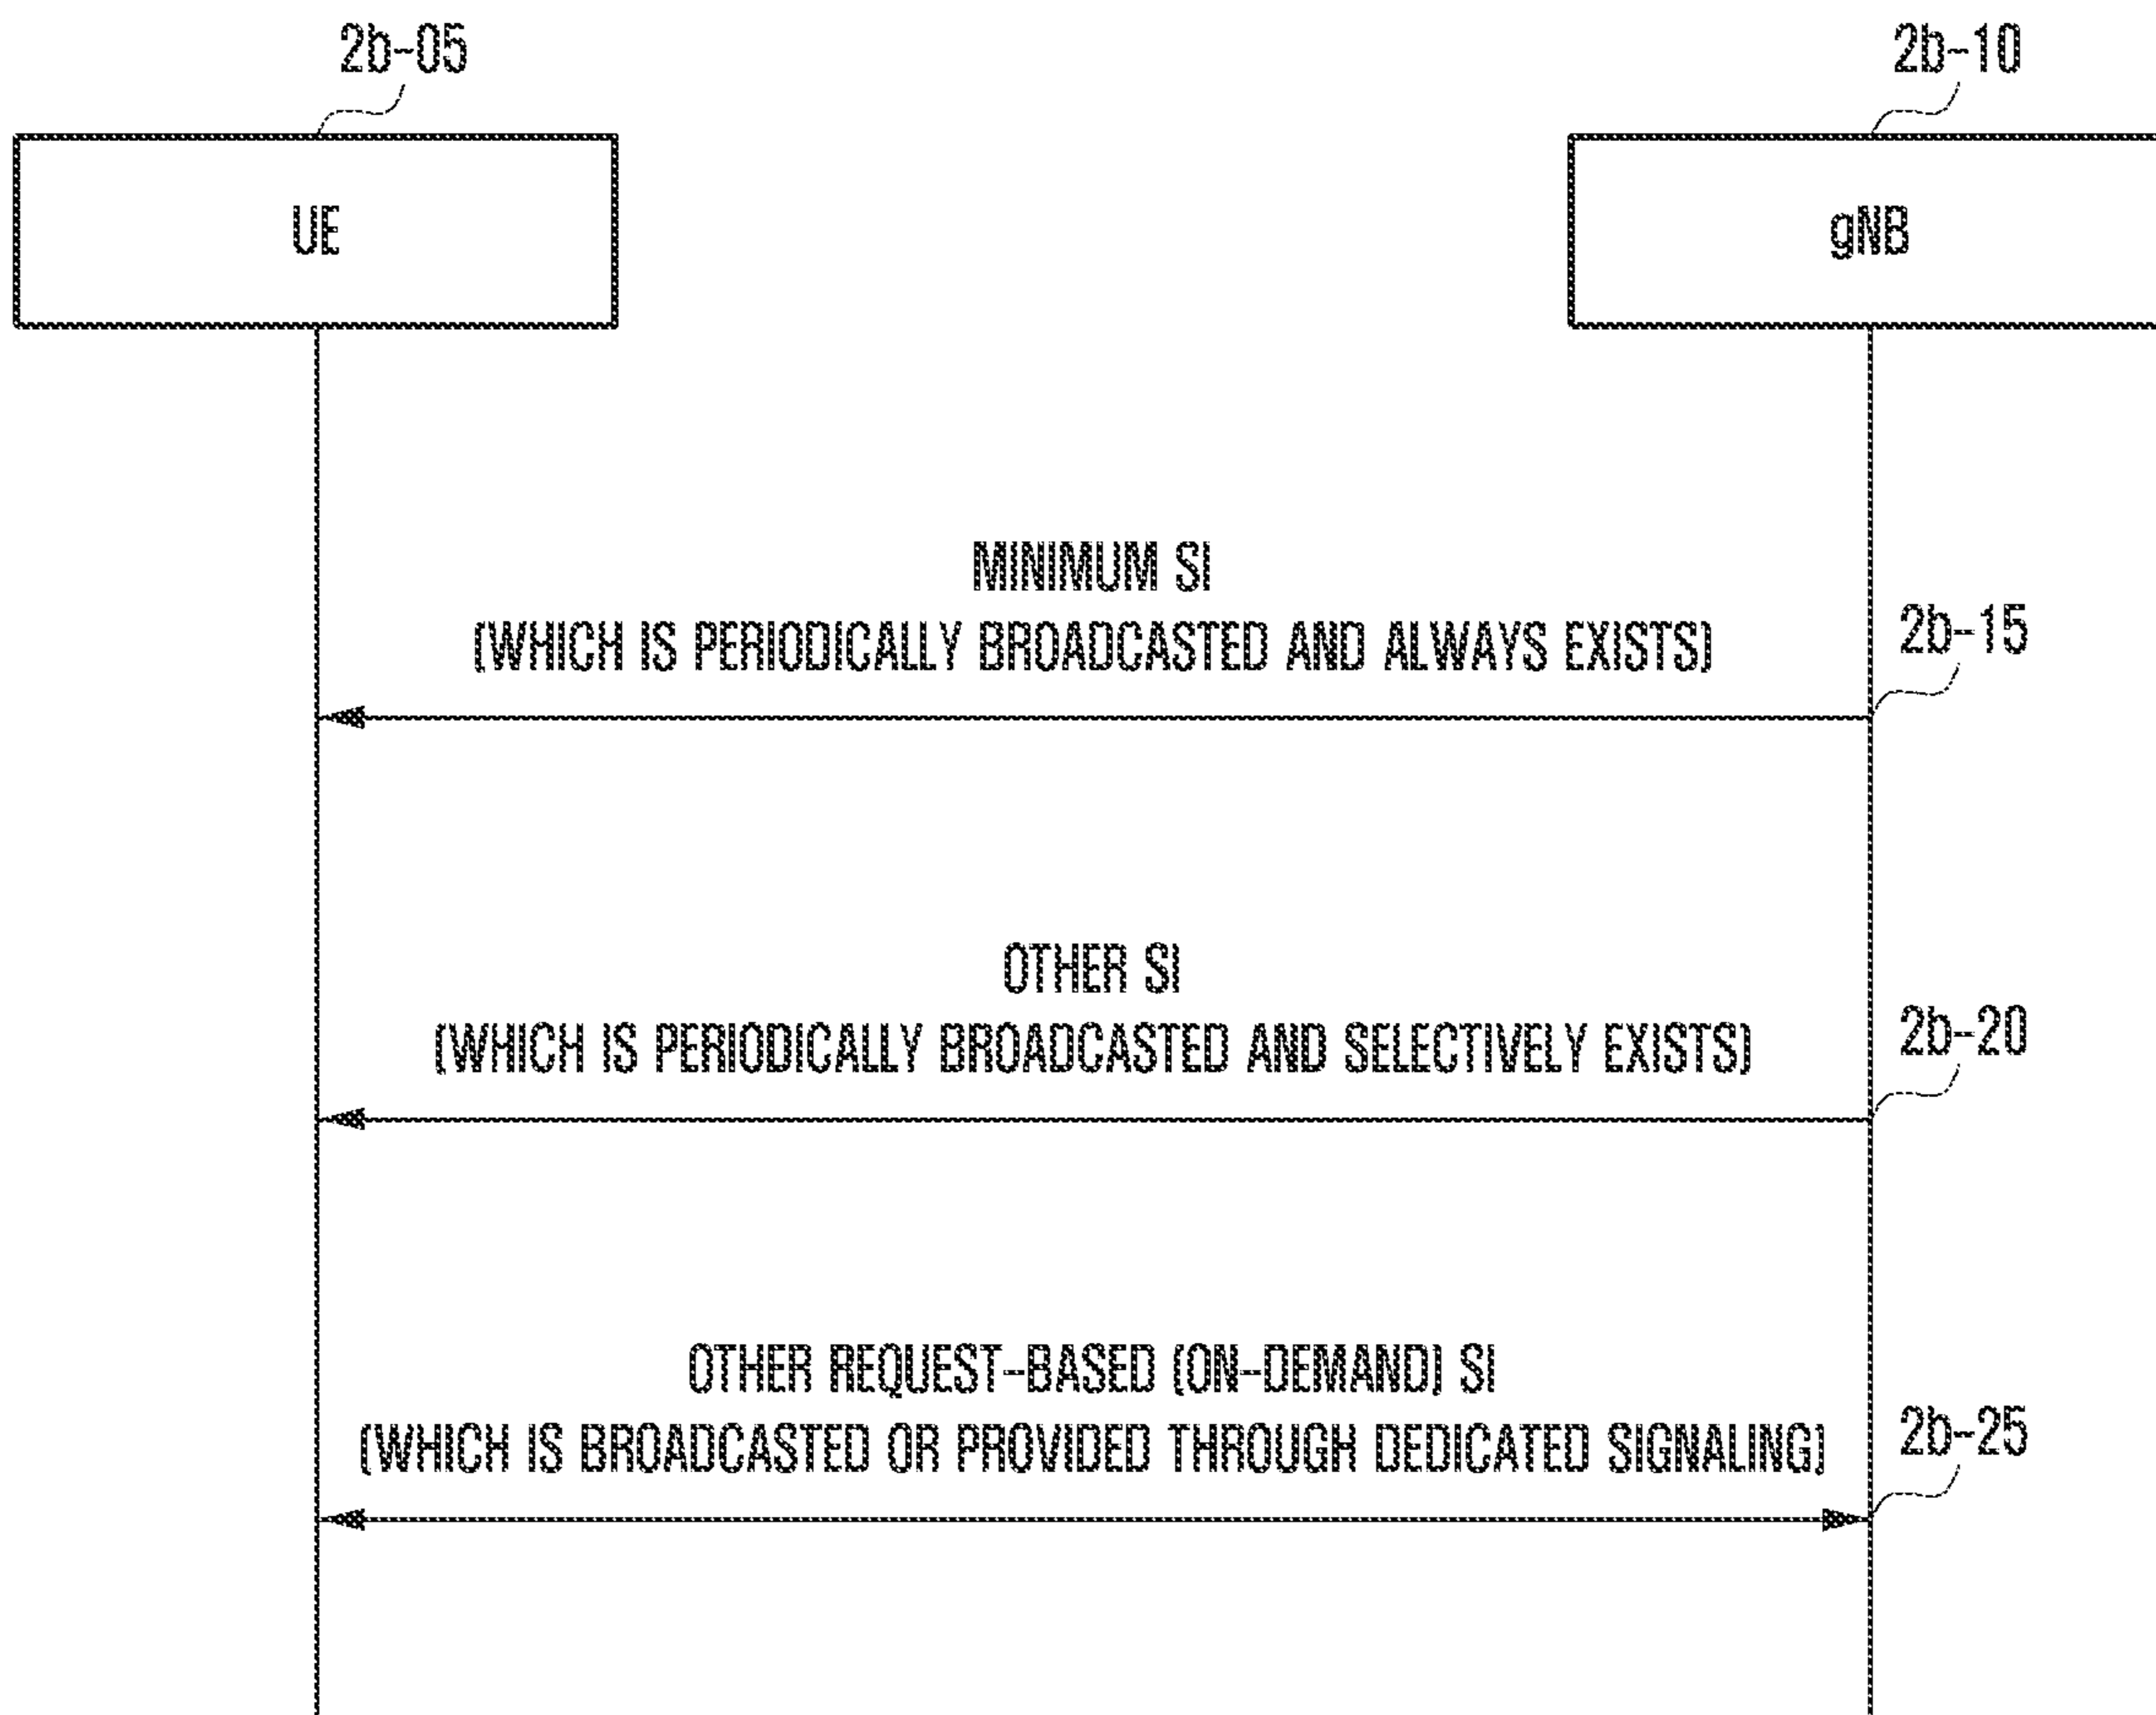 2b-05
2b-10
UE
gNB
MINIMUM SI
(WHICH IS PERIODICALLY BROADCASTED AND ALWAYS EXISTS)
2b-15
OTHER SI
(WHICH IS PERIODICALLY BROADCASTED AND SELECTIVELY EXISTS)
2b-20
OTHER REQUEST-BASED (ON-DEMAND) SI
(WHICH IS BROADCASTED OR PROVIDED THROUGH DEDICATED SIGNALING)
2b-25